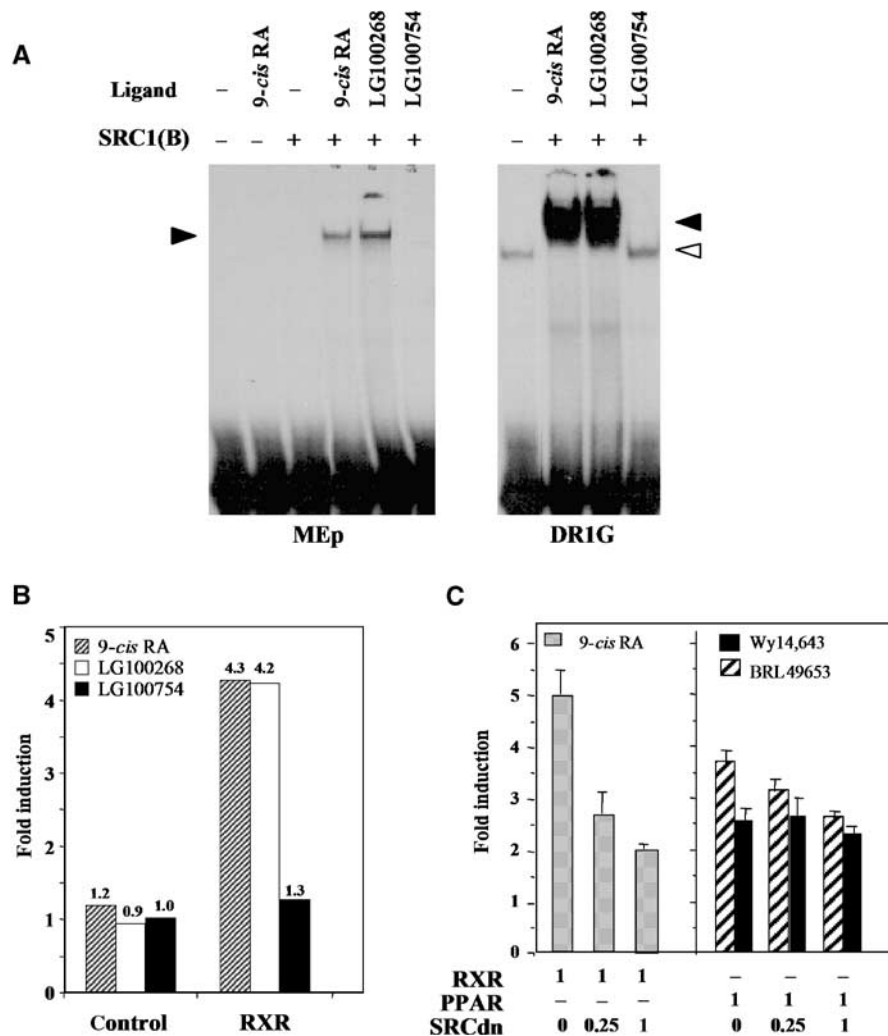 A
Ligand – 9-cis RA – 9-cis RA LG100268 LG100754 – 9-cis RA LG100268 LG100754
SRC1(B) – – + + + + – + + +
MEp DR1G
B
5
4
3
2
1
0
Fold induction
9-cis RA
LG100268
LG100754
1.2 0.9 1.0 4.3 4.2 1.3
Control RXR
C
6
5
4
3
2
1
0
Fold induction
9-cis RA
Wy14,643
BRL49653
RXR 1 1 1 – – –
PPAR – – – 1 1 1
SRCdn 0 0.25 1 0 0.25 1